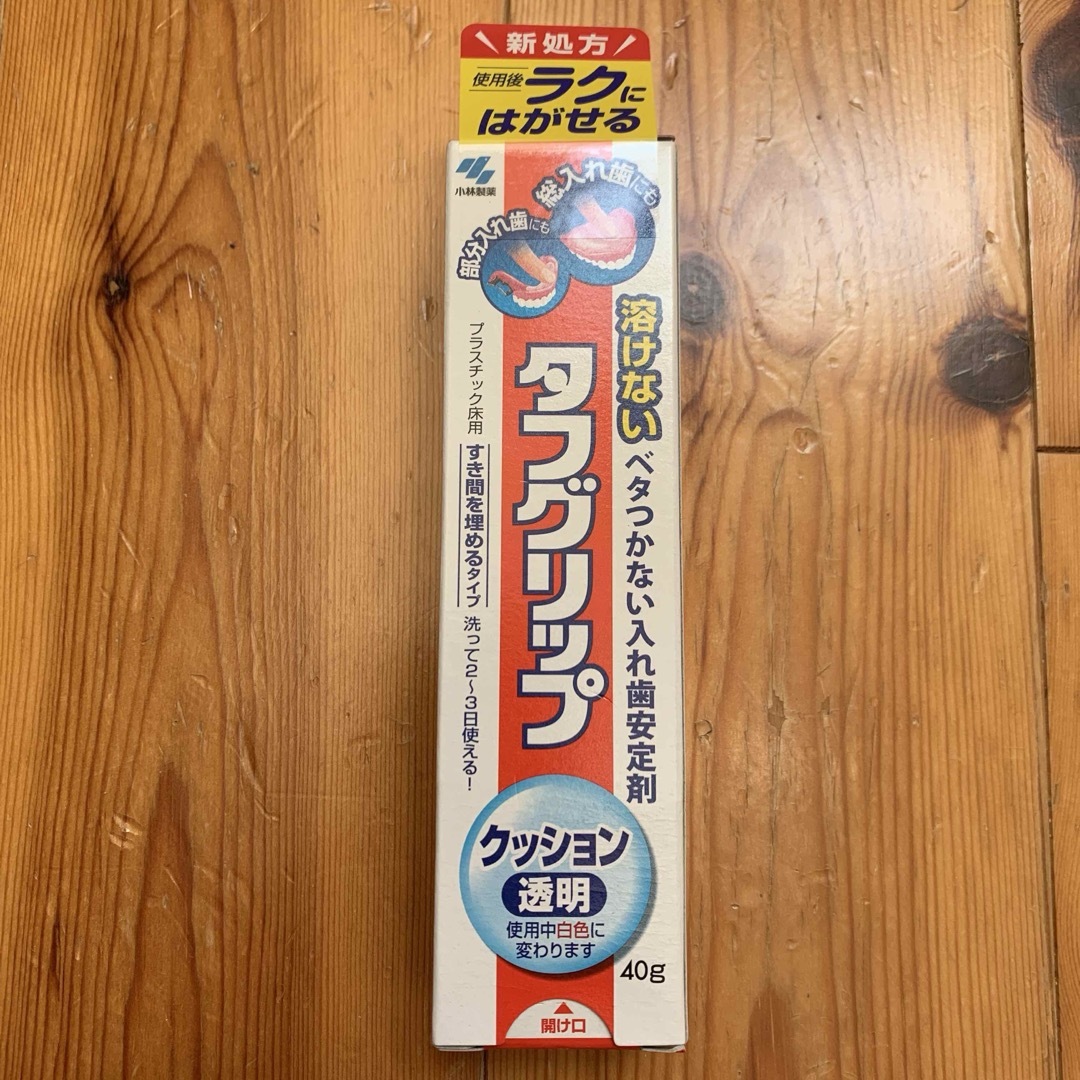 新処方
使用後ラクに
はがせる
小林製薬
部分入れ歯にも
総入れ歯にも
溶けない
ベタつかない入れ歯安定剤
タフグリップ
プラスチック床用
すき間を埋めるタイプ
洗って2～3日使える!
クッション
透明
使用中白色に
変わります
40g
開け口